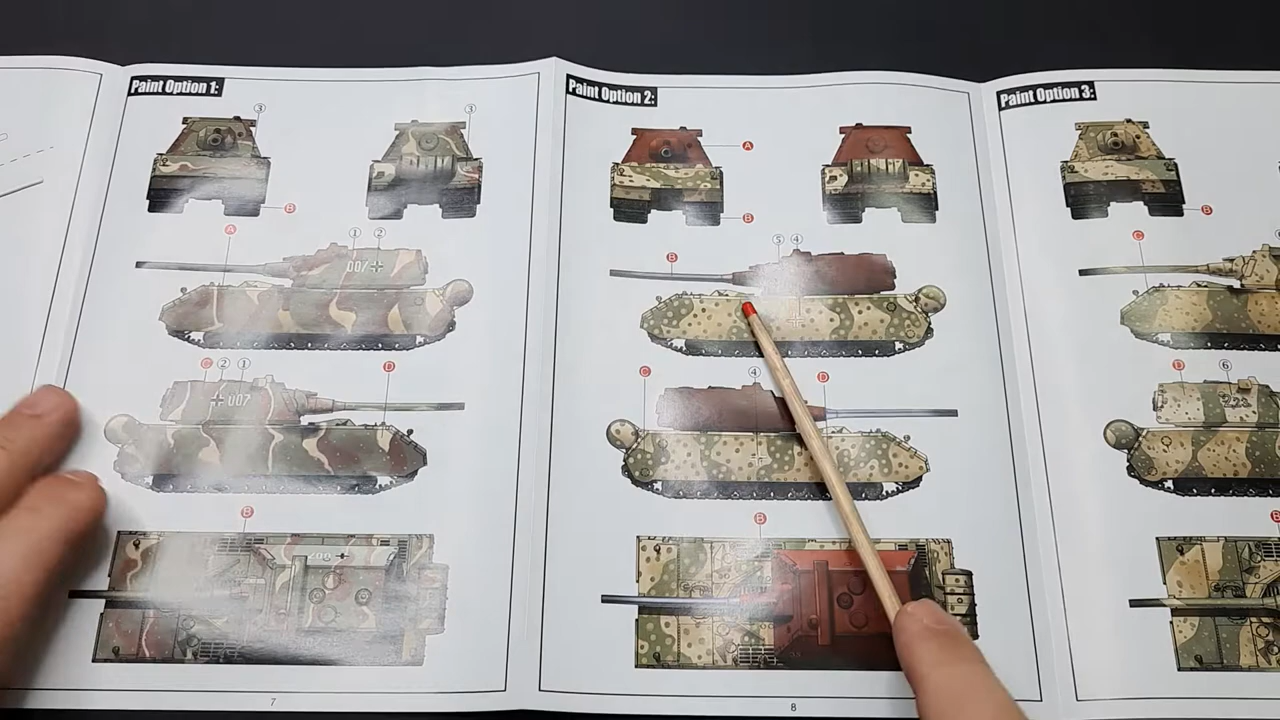 Paint Option 1:
③ ③
B
A ① ②
007
C ② ① D
007
B
7
Paint Option 2:
A
B
B ⑤ ④
C ④ D
B
8
Paint Option 3:
B
C
D ⑥
223
B